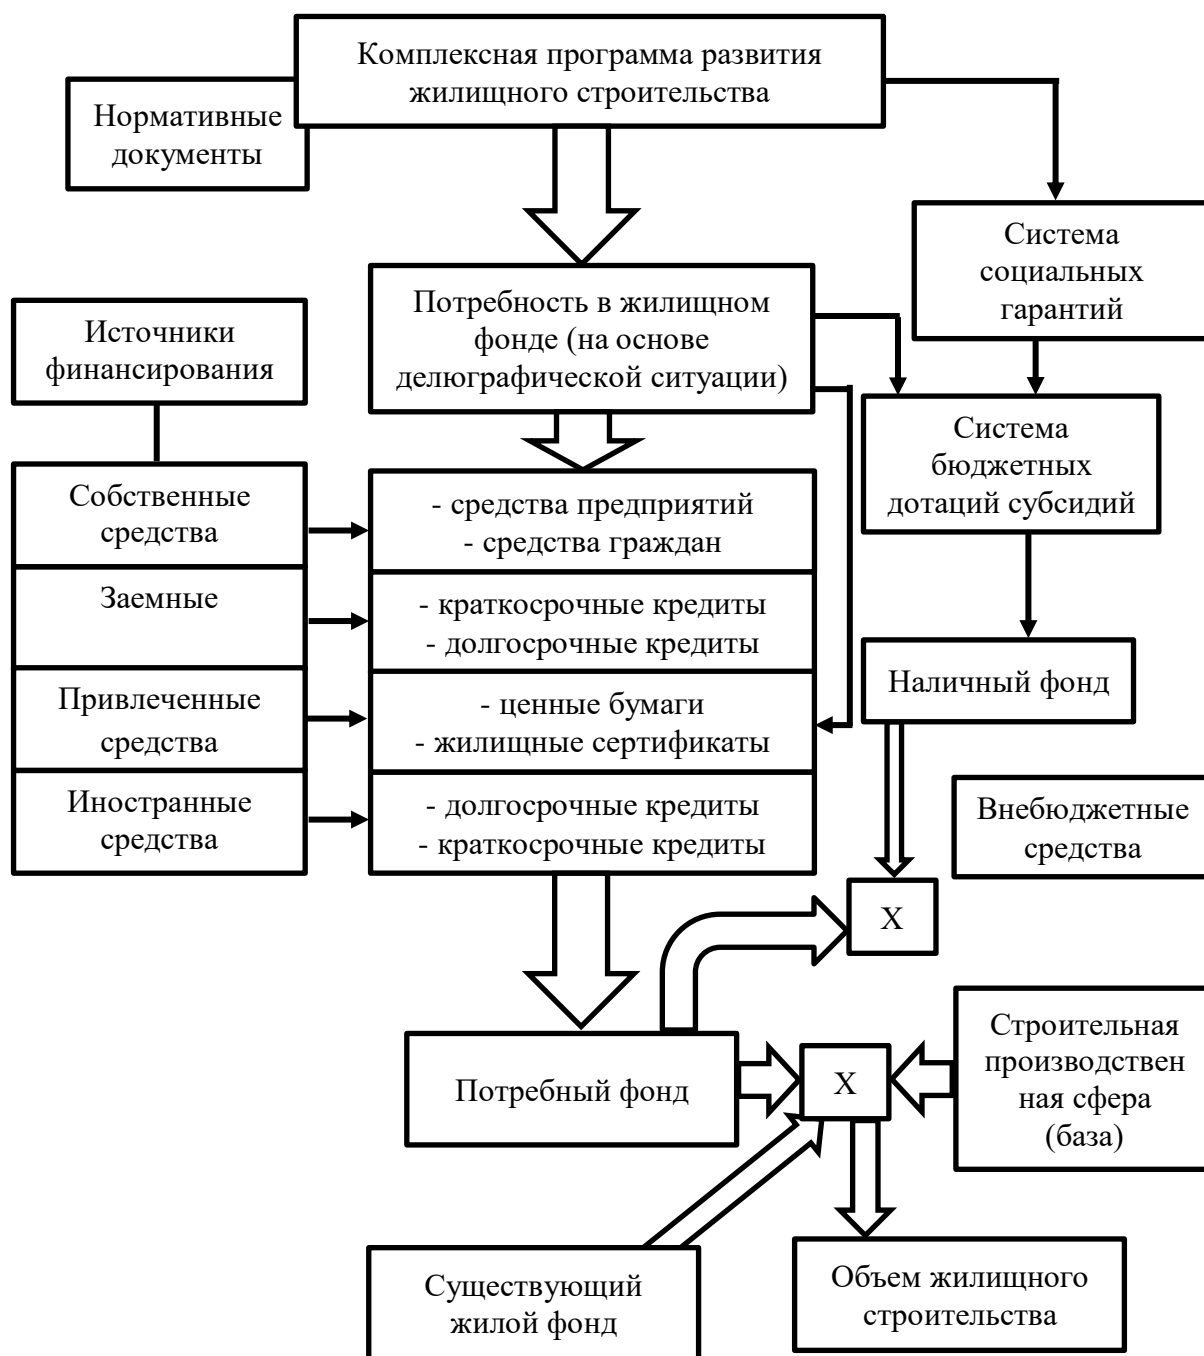 Комплексная программа развития
жилищного строительства
Нормативные
документы
Система
социальных
гарантий
Потребность в жилищном
фонде (на основе
делюграфической ситуации)
Источники
финансирования
Система
бюджетных
дотаций субсидий
Собственные
средства
- средства предприятий
- средства граждан
Заемные
- краткосрочные кредиты
- долгосрочные кредиты
Наличный фонд
Привлеченные
средства
- ценные бумаги
- жилищные сертификаты
Иностранные
средства
- долгосрочные кредиты
- краткосрочные кредиты
Внебюджетные
средства
X
Потребный фонд
X
Строительная
производствен
ная сфера
(база)
Существующий
жилой фонд
Объем жилищного
строительства